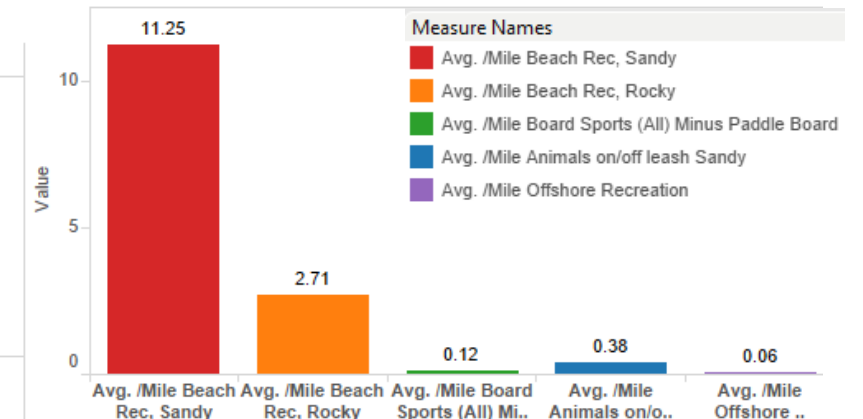 11.25
Measure Names
Avg. /Mile Beach Rec, Sandy
Avg. /Mile Beach Rec, Rocky
Avg. /Mile Board Sports (All) Minus Paddle Board
Avg. /Mile Animals on/off leash Sandy
Avg. /Mile Offshore Recreation
10
Value
5
2.71
0.12
0.38
0.06
0
Avg. /Mile Beach Avg. /Mile Beach Avg. /Mile Board Avg. /Mile Avg. /Mile
Rec, Sandy Rec, Rocky Sports (All) Mi.. Animals on/o.. Offshore ..